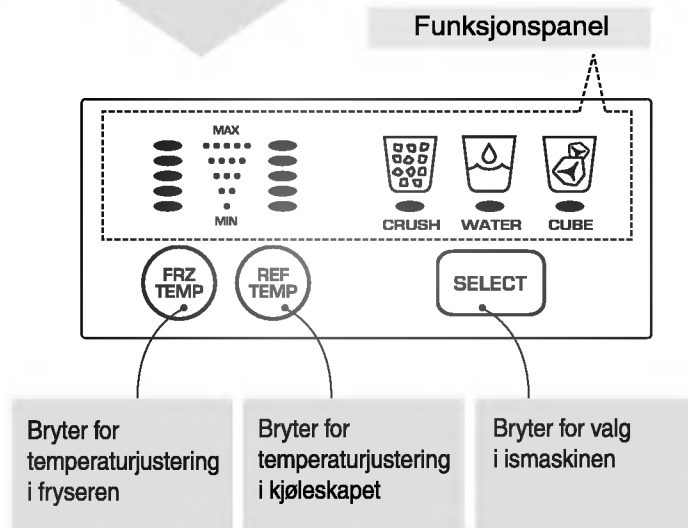 Funksjonspanel
MAX
MIN
CRUSH WATER CUBE
FRZ
TEMP
REF
TEMP
SELECT
Bryter for
temperaturjustering
i fryseren
Bryter for
temperaturjustering
i kjøleskapet
Bryter for valg
i ismaskinen